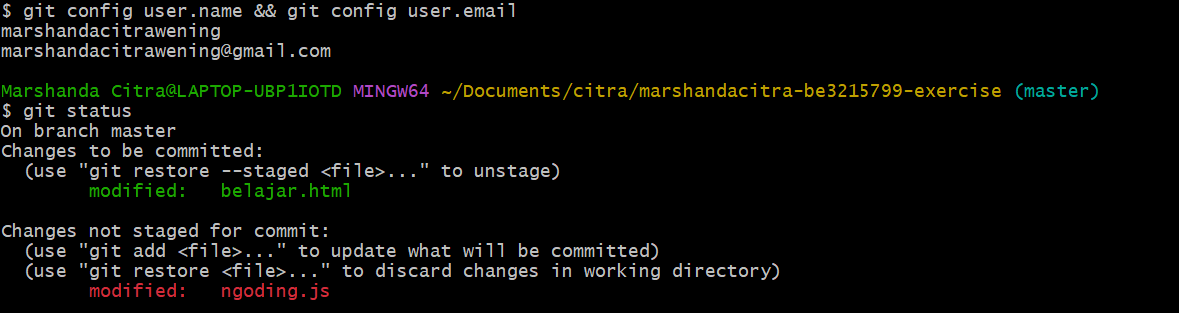 $ git config user.name && git config user.email
marshandacitrawening
marshandacitrawening@gmail.com
Marshanda Citra@LAPTOP-UBP1IOTD MINGW64 ~/Documents/citra/marshandacitra-be3215799-exercise (master)
$ git status
On branch master
Changes to be committed:
  (use "git restore --staged <file>..." to unstage)
        modified:   belajar.html

Changes not staged for commit:
  (use "git add <file>..." to update what will be committed)
  (use "git restore <file>..." to discard changes in working directory)
        modified:   ngoding.js